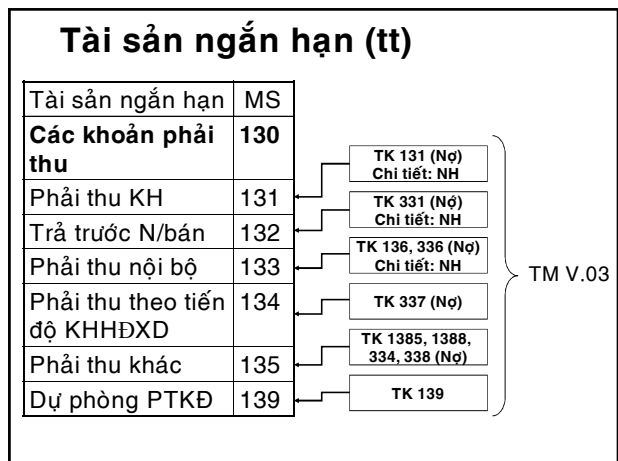 Tài sản ngắn hạn (tt)
Tài sản ngắn hạn MS
Các khoản phải 130
thu
Phải thu KH 131
Trả trước N/bán 132
Phải thu nội bộ 133
Phải thu theo tiến 134
độ KHHĐXD
Phải thu khác 135
Dự phòng PTKĐ 139
TK 131 (Nợ)
Chi tiết: NH
TK 331 (Nớ)
Chi tiết: NH
TK 136, 336 (Nợ)
Chi tiết: NH
TK 337 (Nợ)
TK 1385, 1388,
334, 338 (Nợ)
TK 139
TM V.03